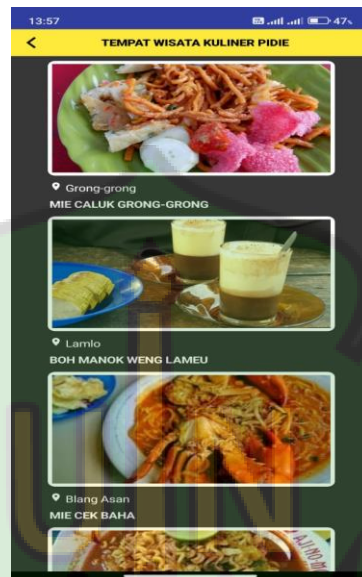 13:57
47%
TEMPAT WISATA KULINER PIDIE
Grong-grong
MIE CALUK GRONG-GRONG
Lamlo
BOH MANOK WENG LAMEU
Blang Asan
MIE CEK BAHA
AJINO